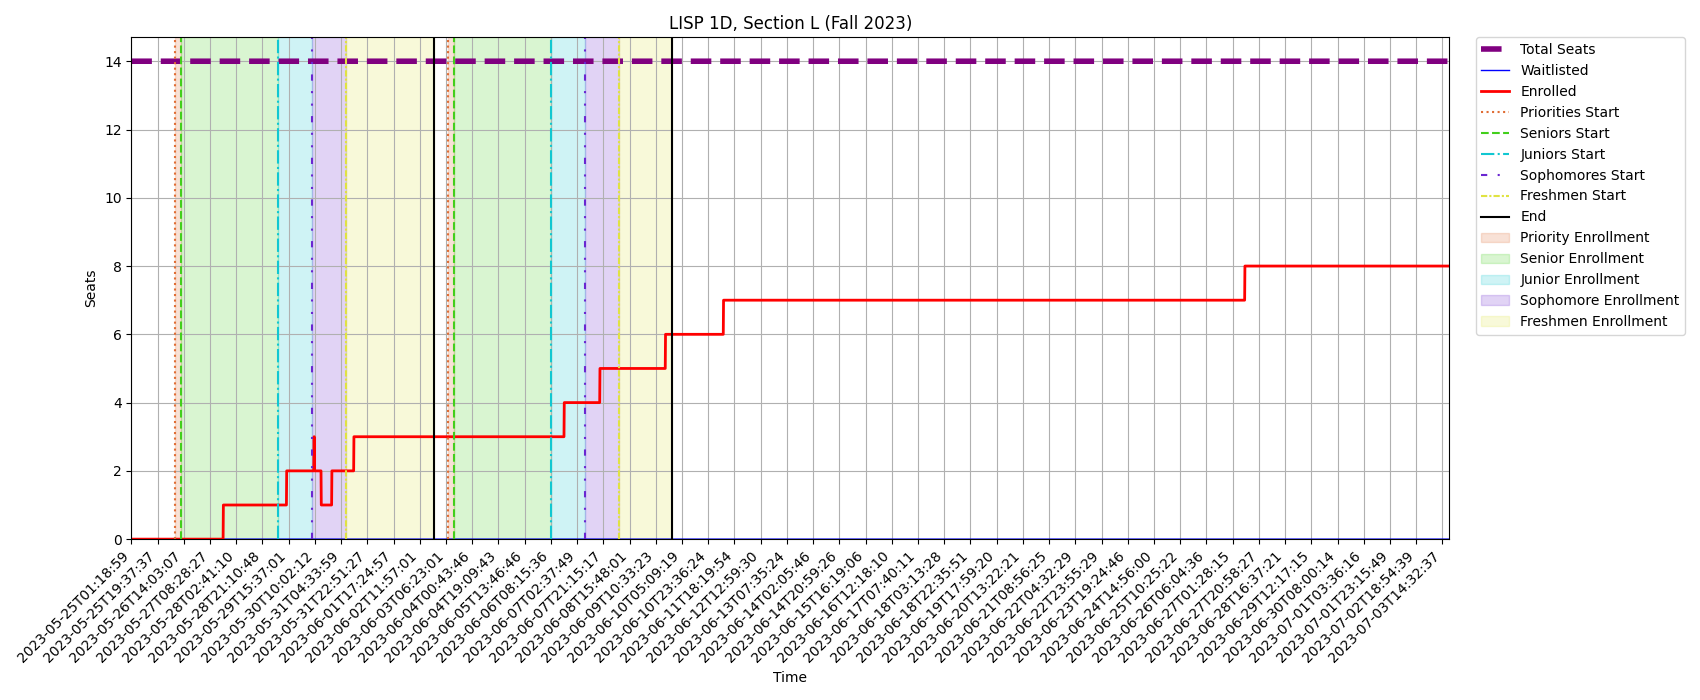 LISP 1D, Section L (Fall 2023)
Seats
14
12
10
8
6
4
2
0
2023-05-25T01:18:59
2023-05-25T19:37:37
2023-05-26T14:03:07
2023-05-27T08:28:27
2023-05-28T02:41:10
2023-05-28T21:10:48
2023-05-29T15:37:01
2023-05-30T10:02:12
2023-05-31T04:33:59
2023-05-31T22:51:27
2023-06-01T17:24:57
2023-06-02T11:57:01
2023-06-03T06:23:01
2023-06-04T00:43:46
2023-06-04T19:09:43
2023-06-05T13:46:46
2023-06-06T08:15:36
2023-06-07T02:37:49
2023-06-07T21:15:17
2023-06-08T15:48:01
2023-06-09T10:33:23
2023-06-10T05:09:19
2023-06-10T23:36:24
2023-06-11T18:19:54
2023-06-12T12:59:30
2023-06-13T07:35:24
2023-06-14T02:05:46
2023-06-14T20:59:26
2023-06-15T16:19:06
2023-06-16T12:18:10
2023-06-17T07:40:11
2023-06-18T03:13:28
2023-06-18T22:35:51
2023-06-19T17:59:20
2023-06-20T13:22:21
2023-06-21T08:56:25
2023-06-22T04:32:29
2023-06-22T23:55:29
2023-06-23T19:24:46
2023-06-24T14:56:00
2023-06-25T10:25:22
2023-06-26T06:04:36
2023-06-27T01:28:15
2023-06-27T20:58:27
2023-06-28T16:37:21
2023-06-29T12:17:15
2023-06-30T08:00:14
2023-07-01T03:36:16
2023-07-01T23:15:49
2023-07-02T18:54:39
2023-07-03T14:32:37
Time
Total Seats
Waitlisted
Enrolled
Priorities Start
Seniors Start
Juniors Start
Sophomores Start
Freshmen Start
End
Priority Enrollment
Senior Enrollment
Junior Enrollment
Sophomore Enrollment
Freshmen Enrollment